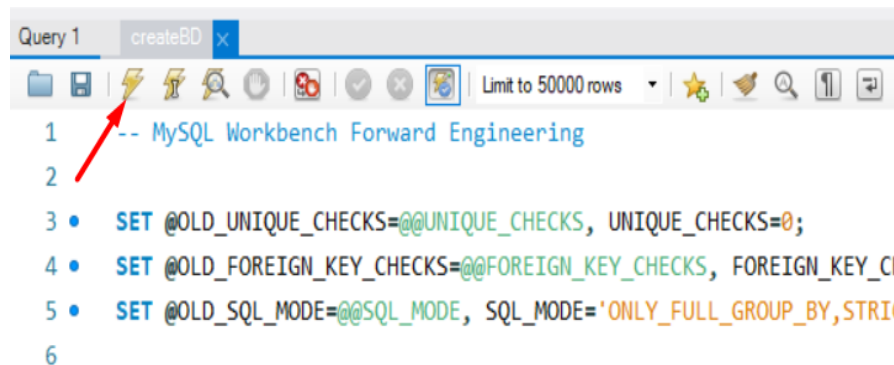 Query 1 createBD
Limit to 50000 rows
1 -- MySQL Workbench Forward Engineering
2
3 SET @OLD_UNIQUE_CHECKS=@@UNIQUE_CHECKS, UNIQUE_CHECKS=0;
4 SET @OLD_FOREIGN_KEY_CHECKS=@@FOREIGN_KEY_CHECKS, FOREIGN_KEY_C
5 SET @OLD_SQL_MODE=@@SQL_MODE, SQL_MODE='ONLY_FULL_GROUP_BY,STRI
6